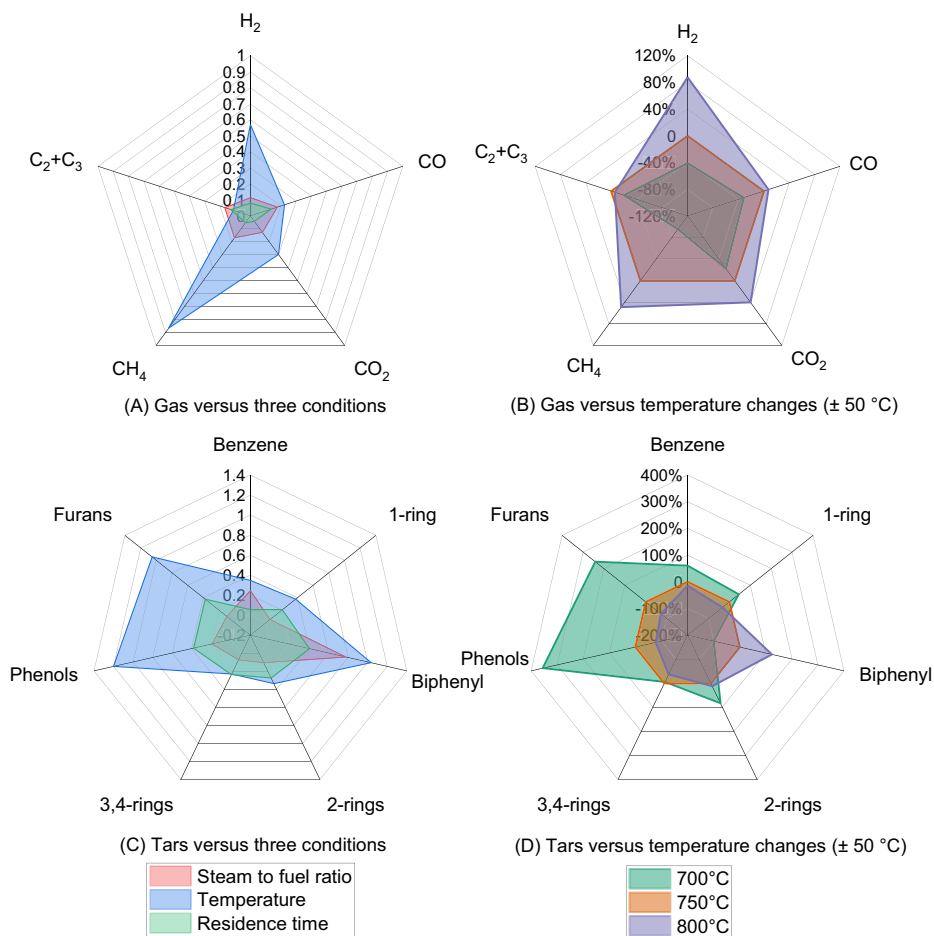 H₂
1
0.9
0.8
0.7
0.6
0.5
0.4
0.3
0.2
0.1
0
C₂+C₃
CO
CH₄
CO₂
(A) Gas versus three conditions
H₂
120%
80%
40%
0
-40%
-80%
-120%
C₂+C₃
CO
CH₄
CO₂
(B) Gas versus temperature changes (± 50 °C)
Benzene
1.4
1.2
1
0.8
0.6
0.4
0.2
0
-0.2
Furans
1-ring
Phenols
Biphenyl
3,4-rings
2-rings
(C) Tars versus three conditions
Steam to fuel ratio
Temperature
Residence time
Benzene
400%
300%
200%
100%
0
-100%
-200%
Furans
1-ring
Phenols
Biphenyl
3,4-rings
2-rings
(D) Tars versus temperature changes (± 50 °C)
700°C
750°C
800°C